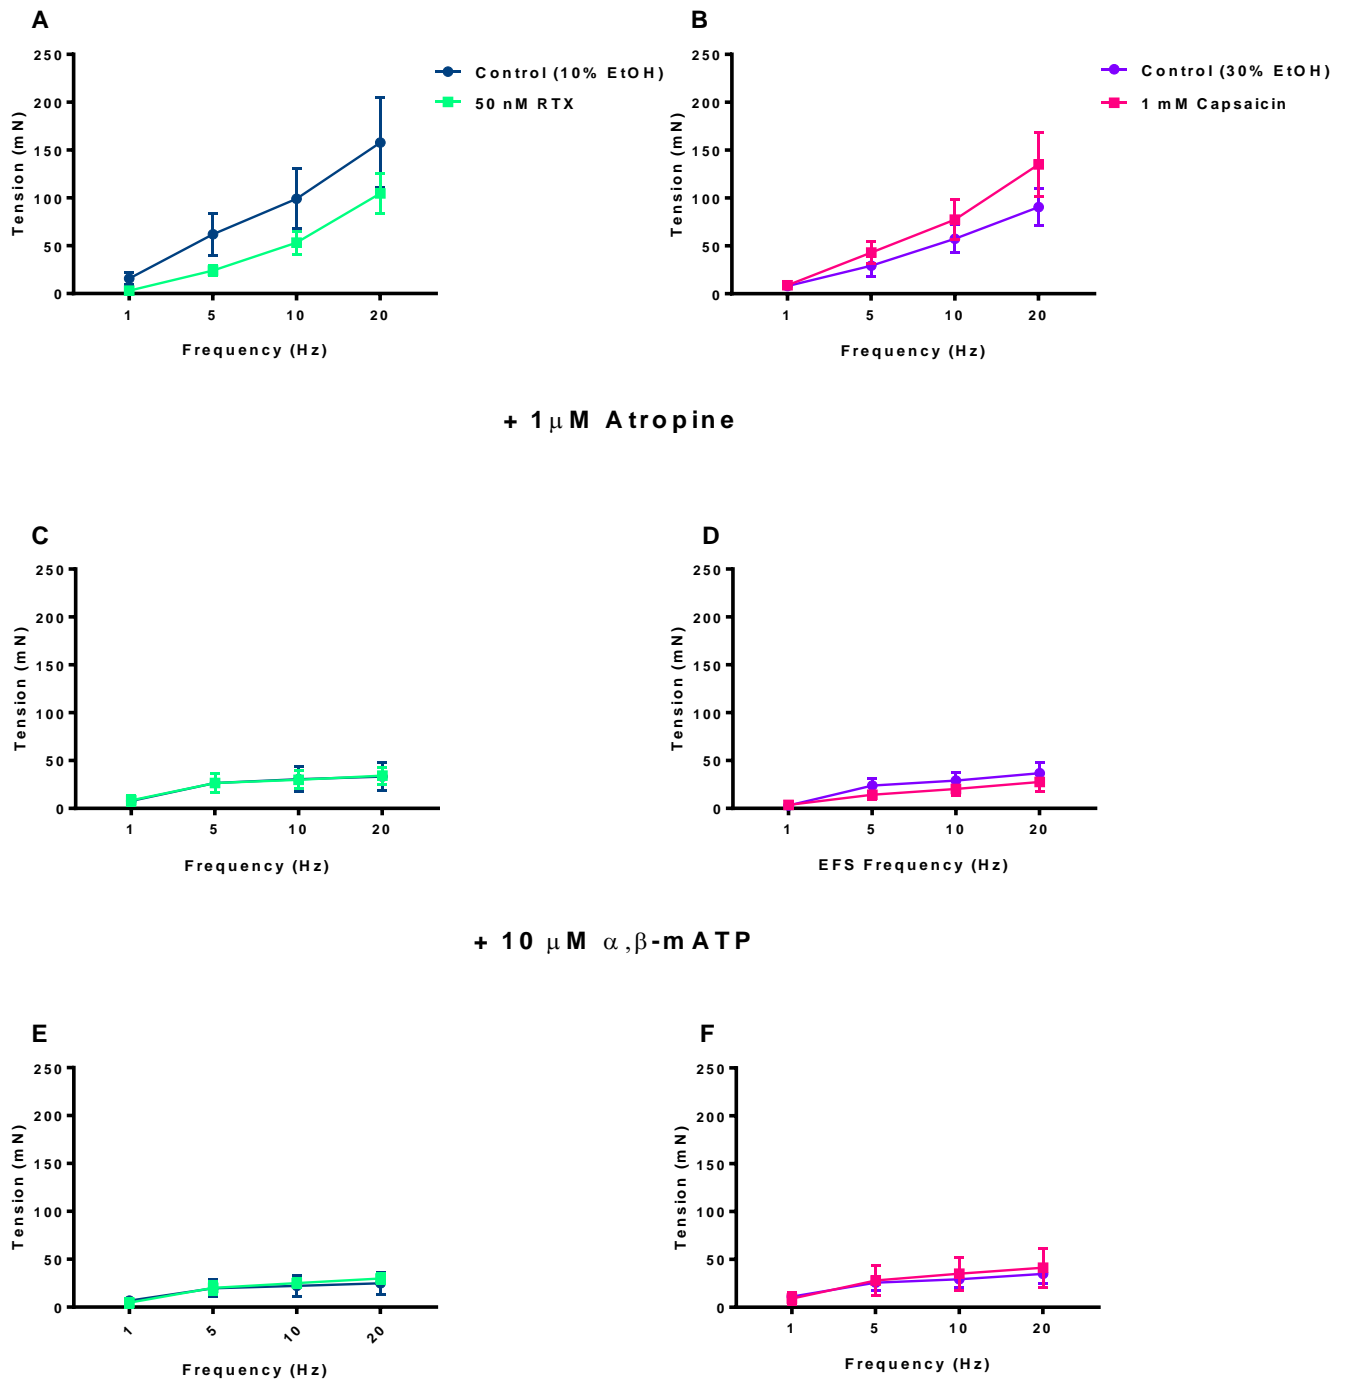 A
B
250
200
150
100
50
0
Tension (mN)
1
5
10
20
Frequency (Hz)
Control (10% EtOH)
50 nM RTX
250
200
150
100
50
0
Tension (mN)
1
5
10
20
Frequency (Hz)
Control (30% EtOH)
1 mM Capsaicin
+ 1μM Atropine
C
D
250
200
150
100
50
0
Tension (mN)
1
5
10
20
Frequency (Hz)
250
200
150
100
50
0
Tension (mN)
1
5
10
20
EFS Frequency (Hz)
+ 10 μM α,β-mATP
E
F
250
200
150
100
50
0
Tension (mN)
1
5
10
20
Frequency (Hz)
250
200
150
100
50
0
Tension (mN)
1
5
10
20
Frequency (Hz)